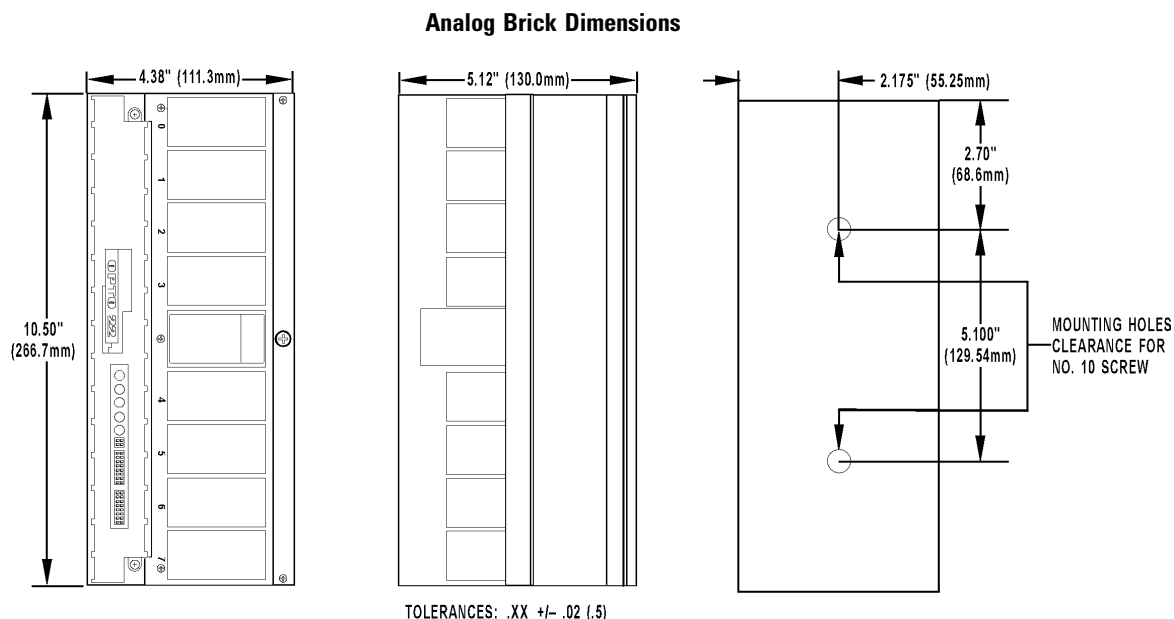 Analog Brick Dimensions
4.38" (111.3mm)
5.12" (130.0mm)
2.175" (55.25mm)
2.70"
(68.6mm)
10.50"
(266.7mm)
5.100"
(129.54mm)
MOUNTING HOLES
CLEARANCE FOR
NO. 10 SCREW
0
1
2
3
4
5
6
7
OPTO 22
TOLERANCES: .XX +/– .02 (.5)